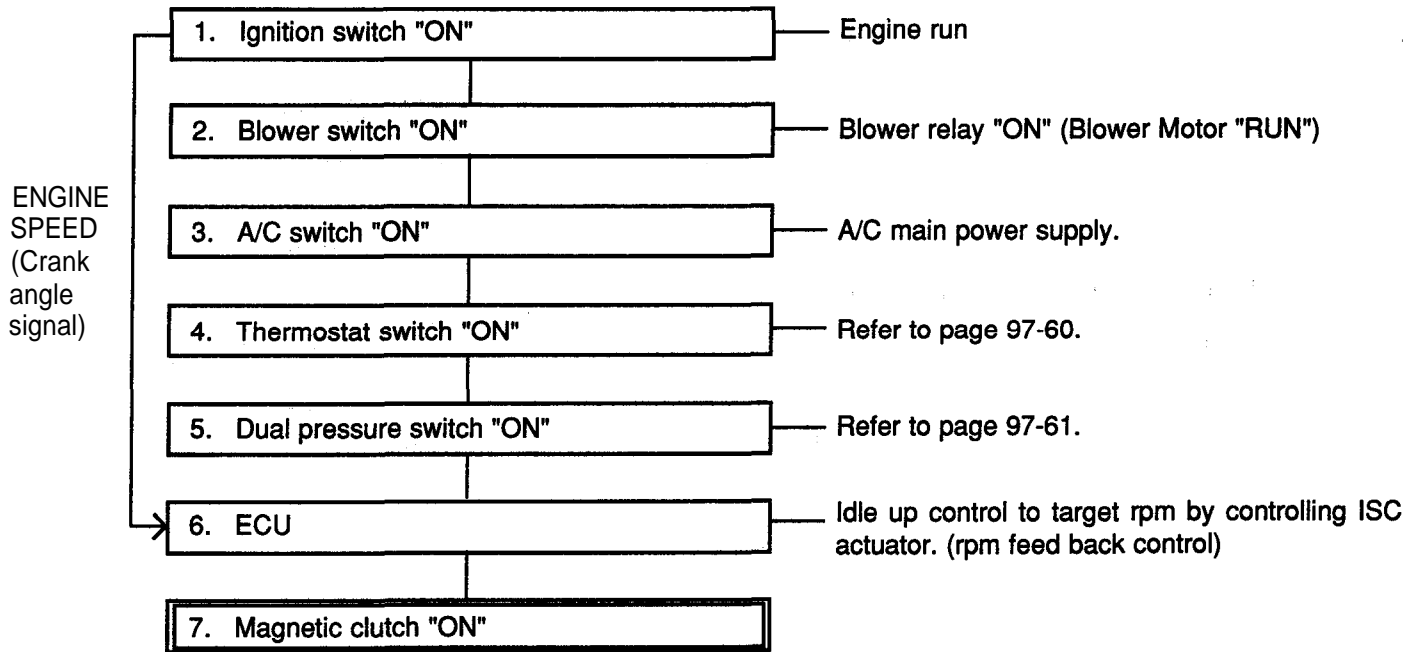 1. Ignition switch "ON"
Engine run
2. Blower switch "ON"
Blower relay "ON" (Blower Motor "RUN")
ENGINE
SPEED
(Crank
angle
signal)
3. A/C switch "ON"
A/C main power supply.
4. Thermostat switch "ON"
Refer to page 97-60.
5. Dual pressure switch "ON"
Refer to page 97-61.
6. ECU
Idle up control to target rpm by controlling ISC
actuator. (rpm feed back control)
7. Magnetic clutch "ON"